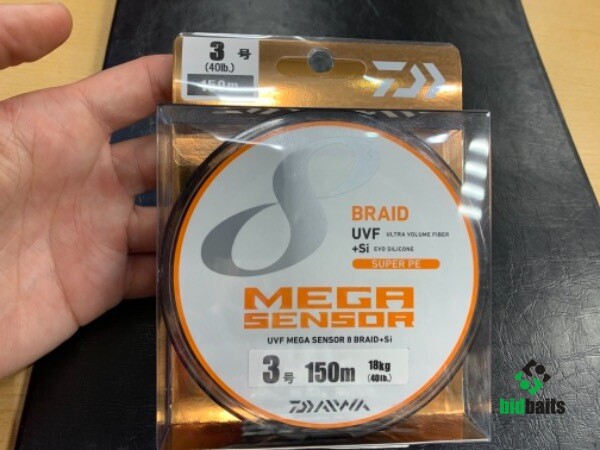 3号
(40lb.)
150m
8
BRAID
UVF ULTRA VOLUME FIBER
+Si EVO SILICONE
SUPER PE
MEGA
SENSOR
UVF MEGA SENSOR 8 BRAID+Si
3号 150m 18kg
(40lb.)
DAIWA
bidbaits